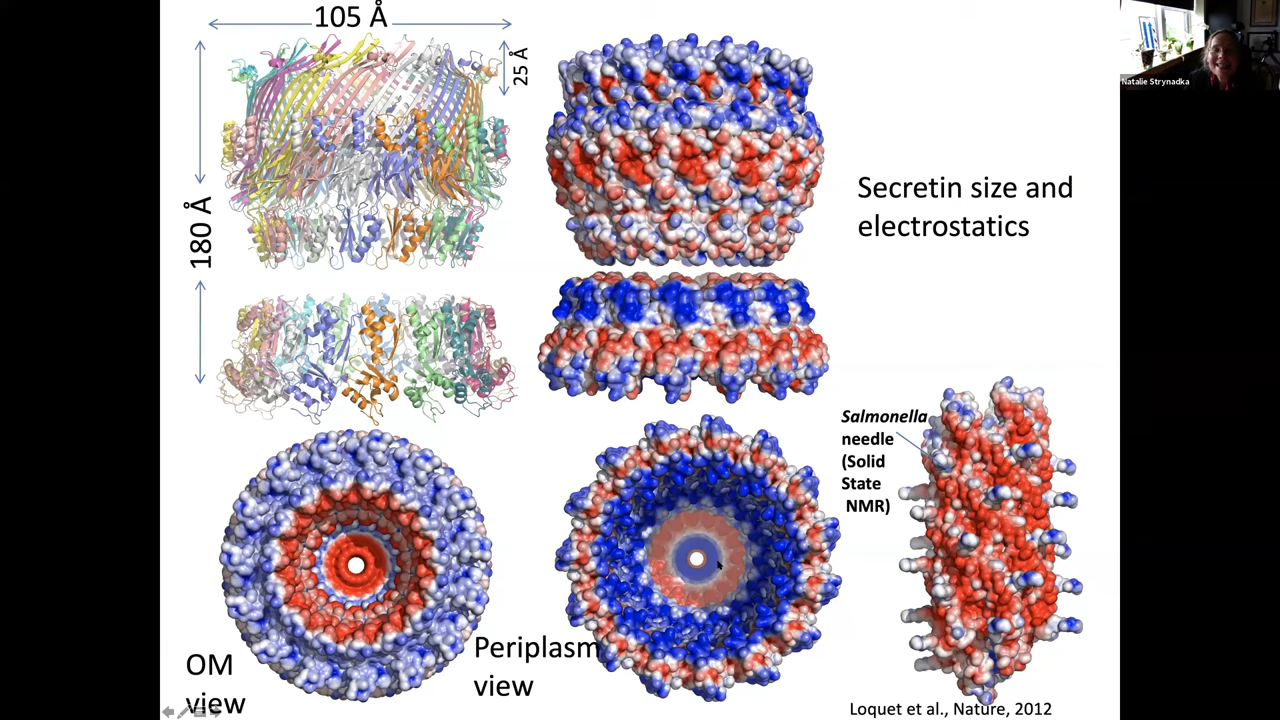 105 Å
25 Å
180 Å
Secretin size and
electrostatics
Salmonella
needle
(Solid
State
NMR)
OM
view
Periplasm
view
Loquet et al., Nature, 2012
Natalie Strynadka